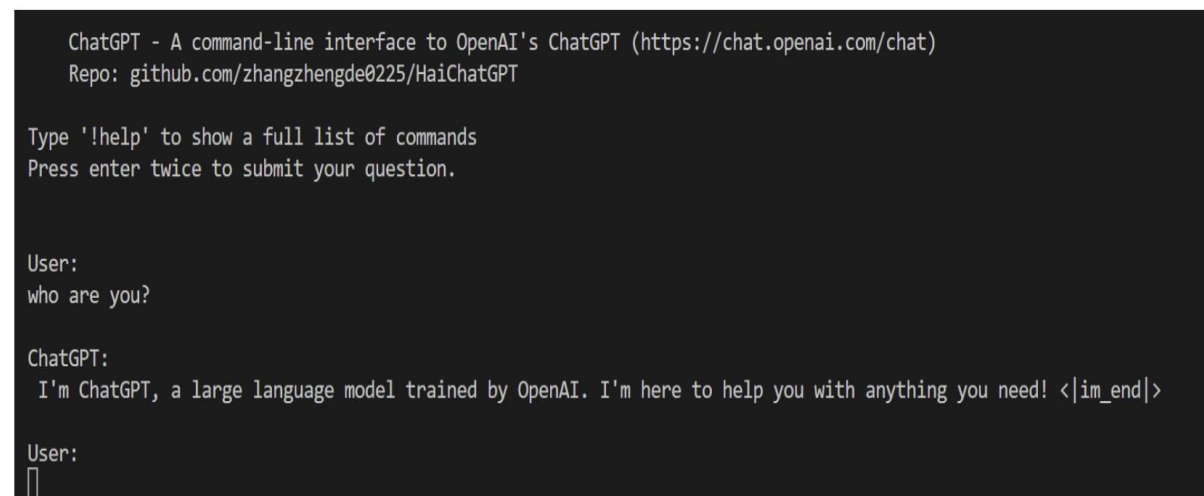 ChatGPT - A command-line interface to OpenAI's ChatGPT (https://chat.openai.com/chat)
Repo: github.com/zhangzhengde0225/HaiChatGPT
Type '!help' to show a full list of commands
Press enter twice to submit your question.
User:
who are you?
ChatGPT:
I'm ChatGPT, a large language model trained by OpenAI. I'm here to help you with anything you need! <|im_end|>
User: